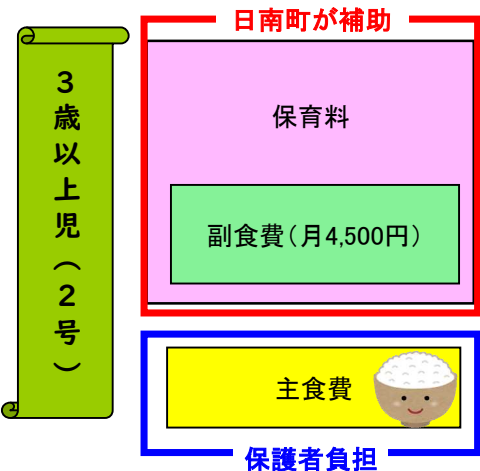 3歳以上児（2号）
日南町が補助
保育料
副食費（月4,500円）
主食費
保護者負担